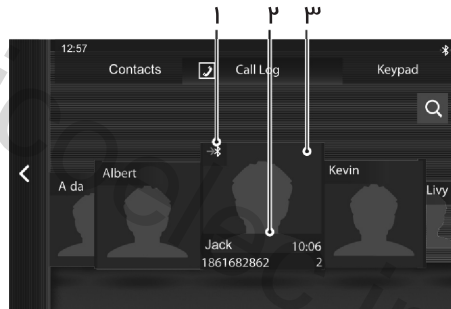 ۱ ۲ ۳
12:57
Contacts Call Log Keypad
A da Albert Kevin Livy
Jack 10:06
1861682862 2